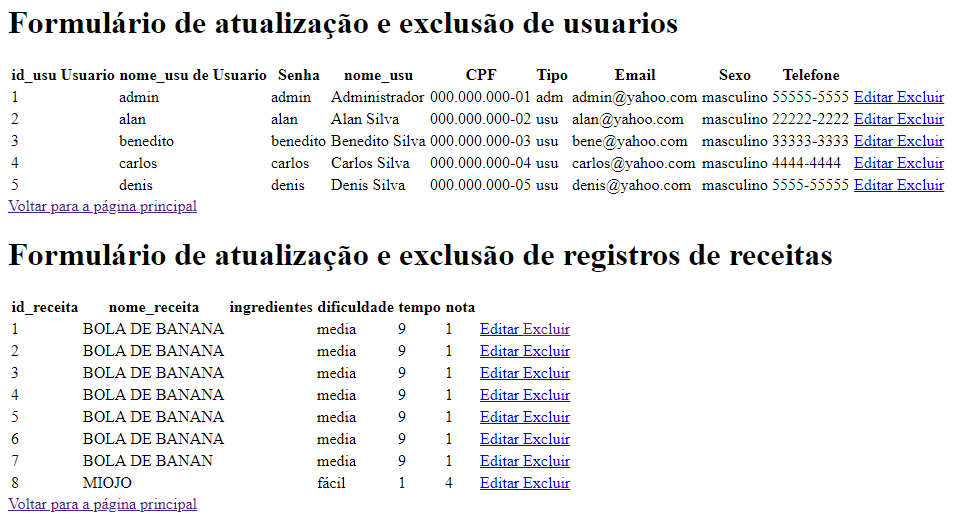 Formulário de atualização e exclusão de usuarios
id_usu Usuario nome_usu de Usuario Senha nome_usu CPF Tipo Email Sexo Telefone
1 admin admin Administrador 000.000.000-01 adm admin@yahoo.com masculino 55555-5555 Editar Excluir
2 alan alan Alan Silva 000.000.000-02 usu alan@yahoo.com masculino 22222-2222 Editar Excluir
3 benedito benedito Benedito Silva 000.000.000-03 usu bene@yahoo.com masculino 33333-3333 Editar Excluir
4 carlos carlos Carlos Silva 000.000.000-04 usu carlos@yahoo.com masculino 4444-4444 Editar Excluir
5 denis denis Denis Silva 000.000.000-05 usu denis@yahoo.com masculino 5555-55555 Editar Excluir
Voltar para a página principal
Formulário de atualização e exclusão de registros de receitas
id_receita nome_receita ingredientes dificuldade tempo nota
1 BOLA DE BANANA media 9 1 Editar Excluir
2 BOLA DE BANANA media 9 1 Editar Excluir
3 BOLA DE BANANA media 9 1 Editar Excluir
4 BOLA DE BANANA media 9 1 Editar Excluir
5 BOLA DE BANANA media 9 1 Editar Excluir
6 BOLA DE BANANA media 9 1 Editar Excluir
7 BOLA DE BANAN media 9 1 Editar Excluir
8 MIOJO fácil 1 4 Editar Excluir
Voltar para a página principal